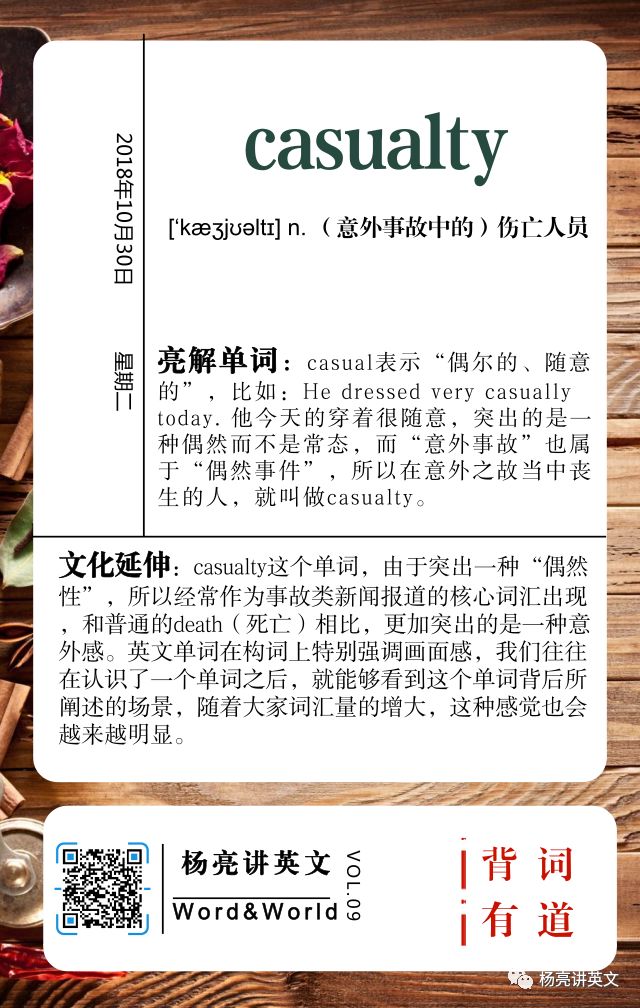 casualty
['kæʒjʊəltɪ] n.（意外事故中的）伤亡人员
2018年10月30日
星期二
亮解单词：casual表示“偶尔的、随意
的”，比如：He dressed very casually
today. 他今天的穿着很随意，突出的是一
种偶然而不是常态，而“意外事故”也属
于“偶然事件”，所以在意外之故当中丧
生的人，就叫做casualty。
文化延伸：casualty这个单词，由于突出一种“偶然
性”，所以经常作为事故类新闻报道的核心词汇出现
，和普通的death（死亡）相比，更加突出的是一种意
外感。英文单词在构词上特别强调画面感，我们往往
在认识了一个单词之后，就能够看到这个单词背后所
阐述的场景，随着大家词汇量的增大，这种感觉也会
越来越明显。
杨亮讲英文
Word&World
VOL.09
背词
有道
杨亮讲英文